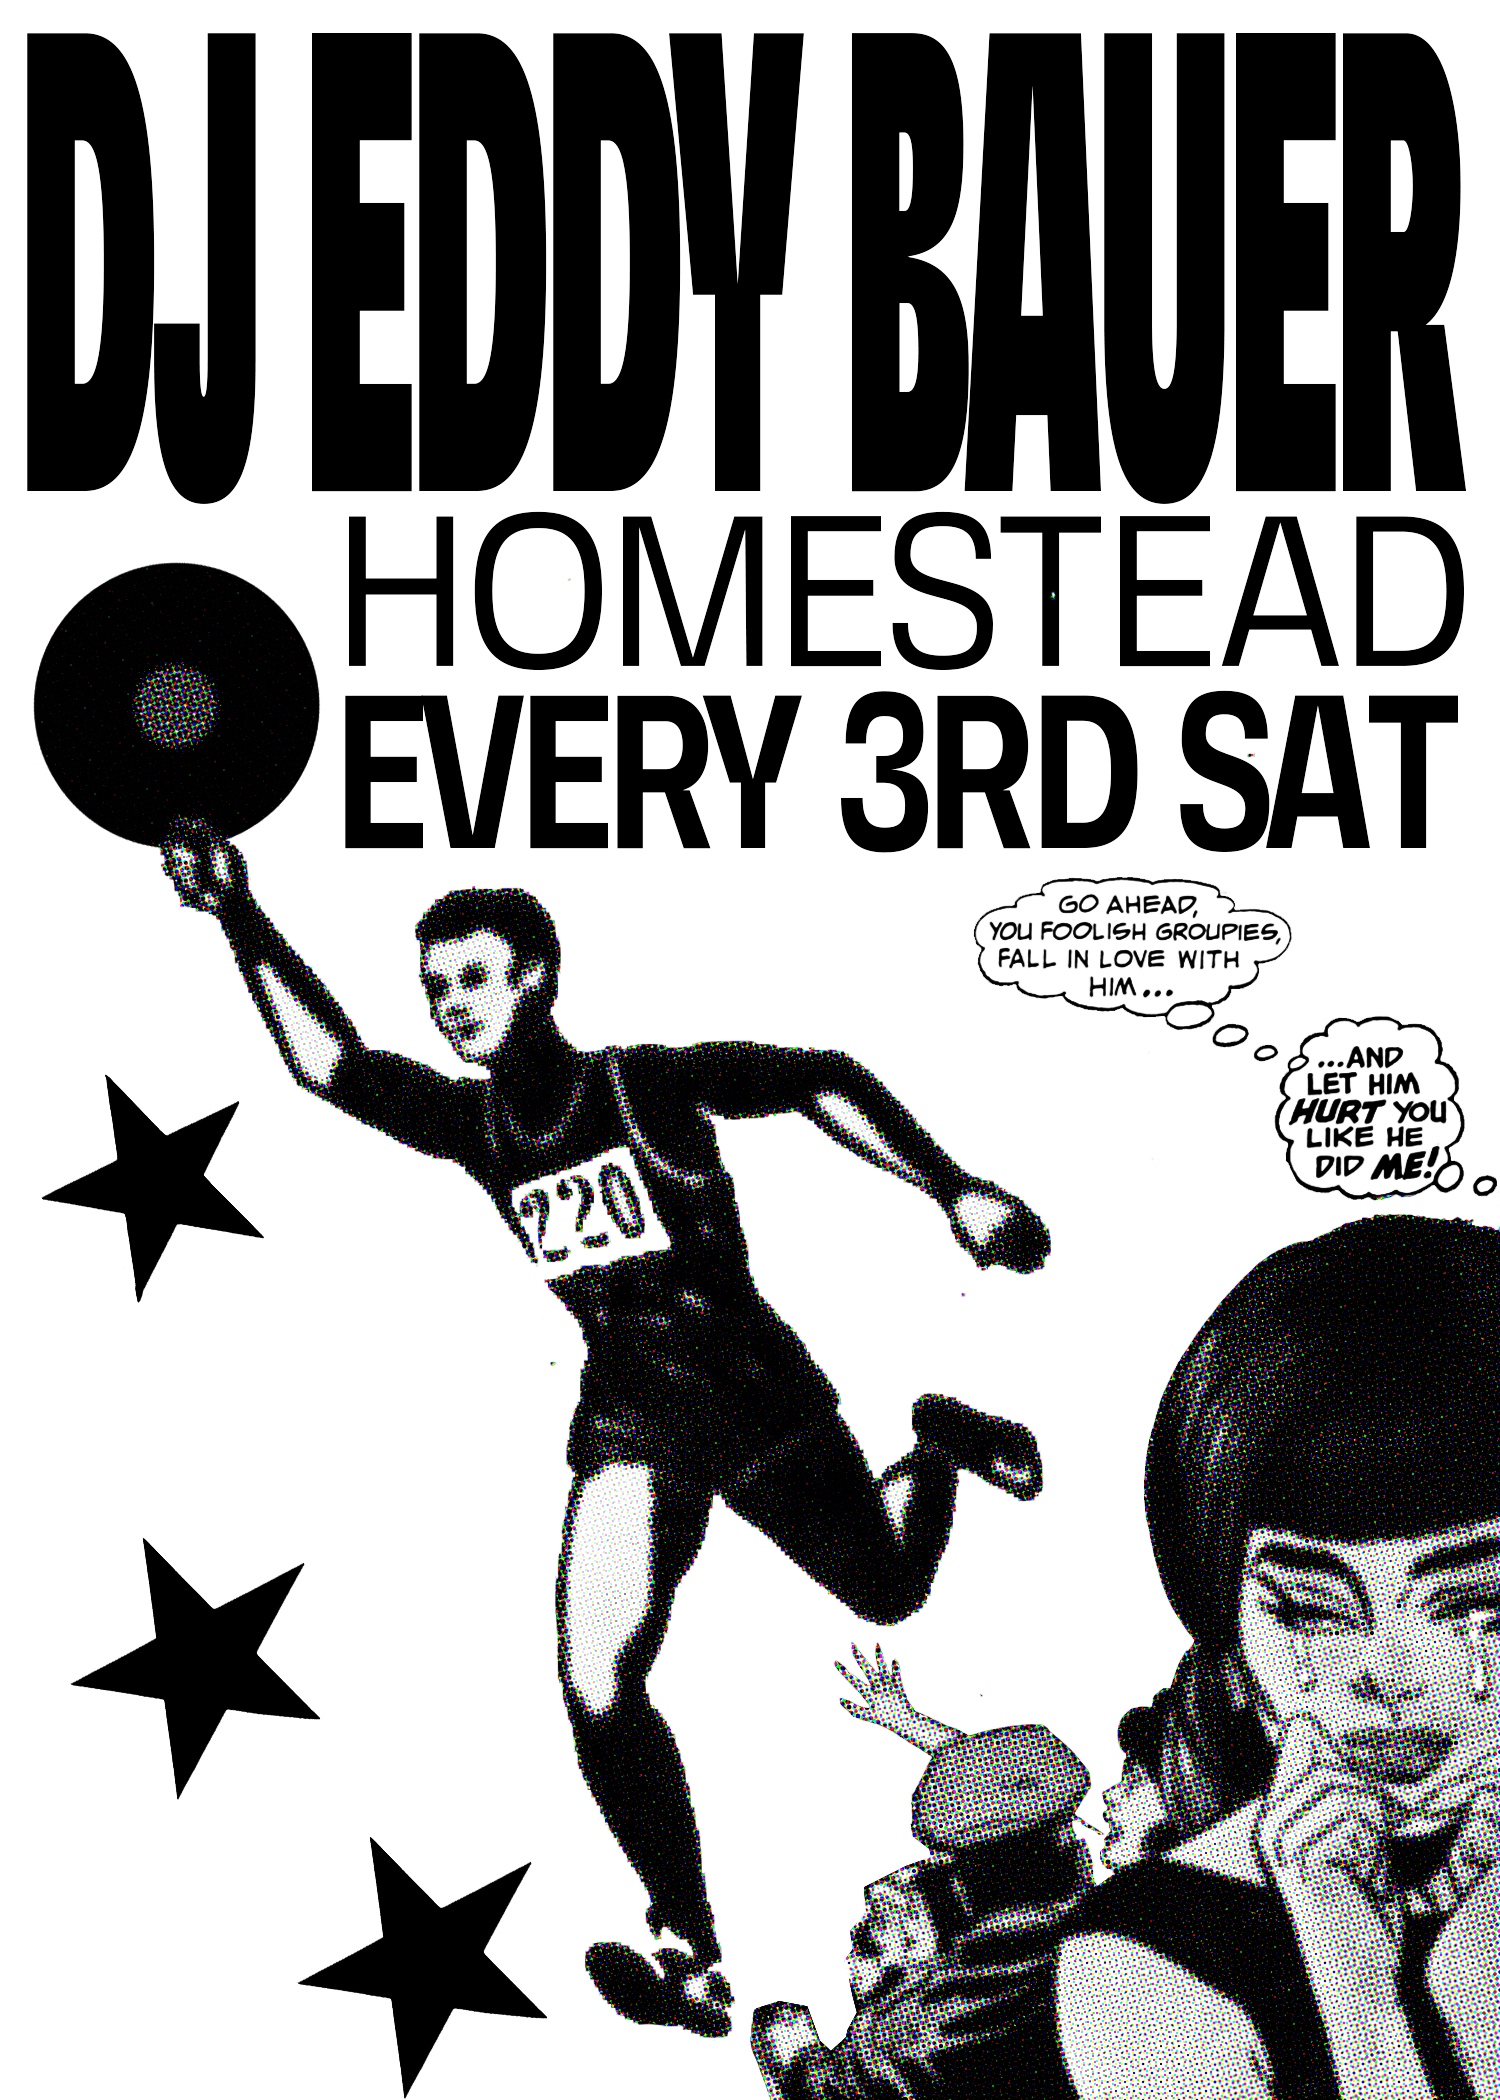 DJ EDDY BAUER
HOMESTEAD
EVERY 3RD SAT
GO AHEAD,
YOU FOOLISH GROUPIES,
FALL IN LOVE WITH
HIM...
...AND
LET HIM
HURT YOU
LIKE HE
DID ME!
220